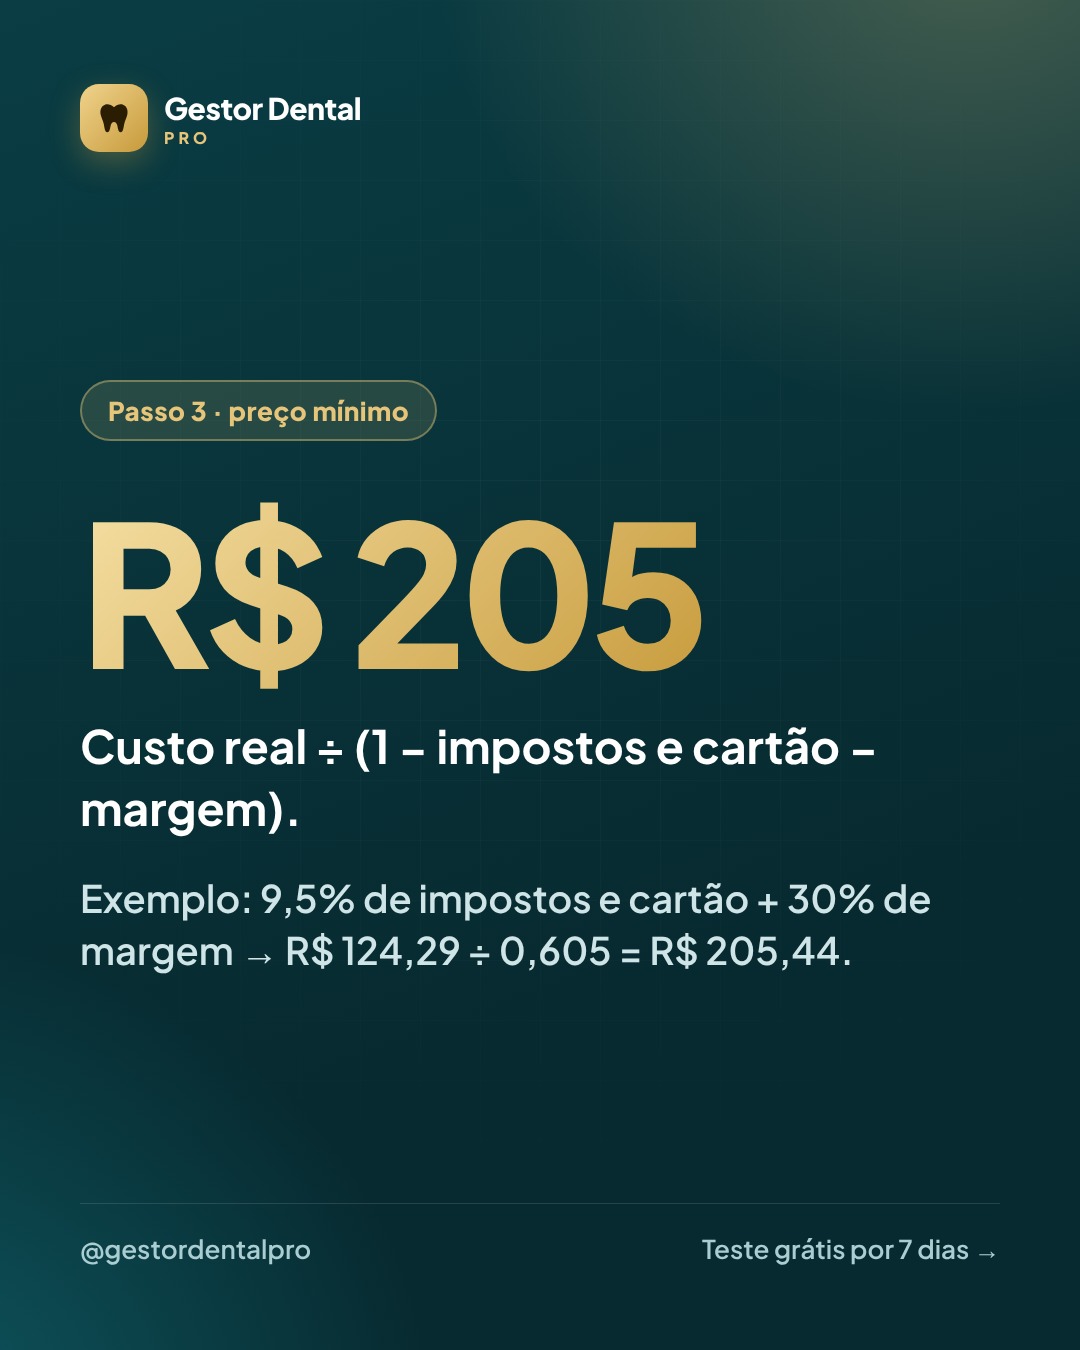 Gestor Dental
PRO
Passo 3 · preço mínimo
R$ 205
Custo real ÷ (1 – impostos e cartão –
margem).
Exemplo: 9,5% de impostos e cartão + 30% de
margem → R$ 124,29 ÷ 0,605 = R$ 205,44.
@gestordentalpro
Teste grátis por 7 dias →